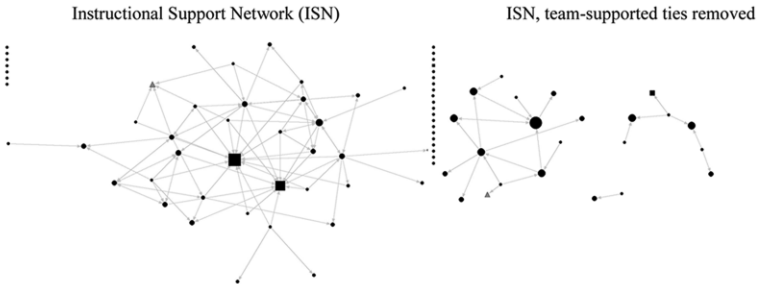 Instructional Support Network (ISN)
ISN, team-supported ties removed